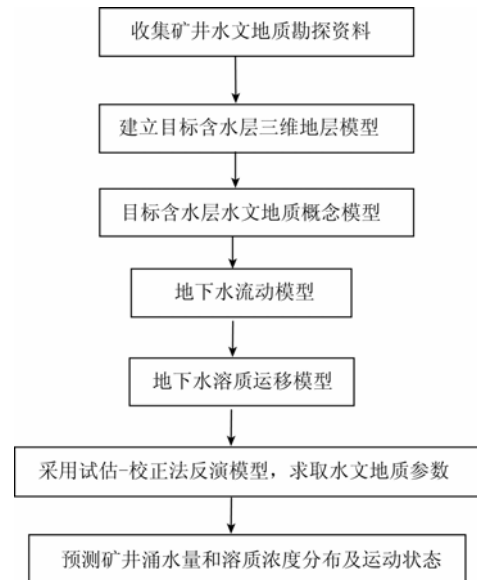 收集矿井水文地质勘探资料
建立目标含水层三维地层模型
目标含水层水文地质概念模型
地下水流动模型
地下水溶质运移模型
采用试估-校正法反演模型，求取水文地质参数
预测矿井涌水量和溶质浓度分布及运动状态